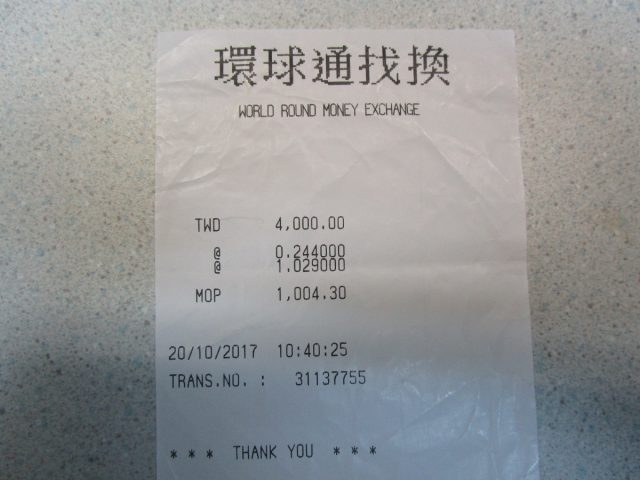 環球通找換
WORLD ROUND MONEY EXCHANGE
TWD 4,000.00
@ 0.244000
@ 1.029000
MOP 1,004.30
20/10/2017 10:40:25
TRANS.NO. : 31137755
* * * THANK YOU * * *